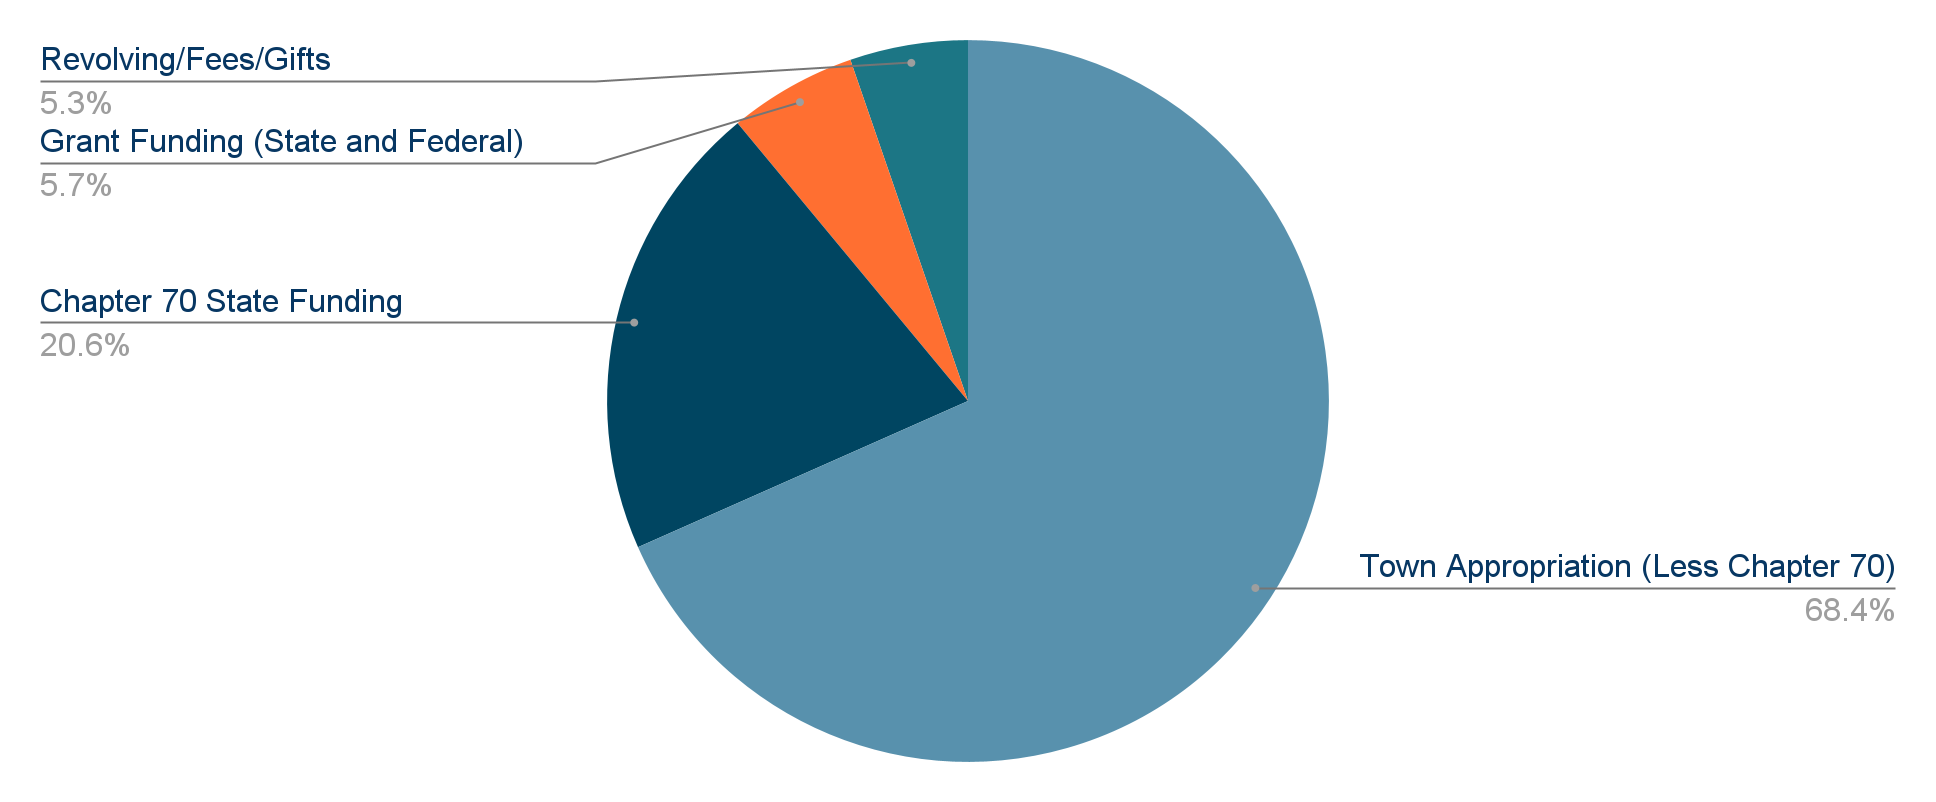 Revolving/Fees/Gifts
5.3%
Grant Funding (State and Federal)
5.7%
Chapter 70 State Funding
20.6%
Town Appropriation (Less Chapter 70)
68.4%